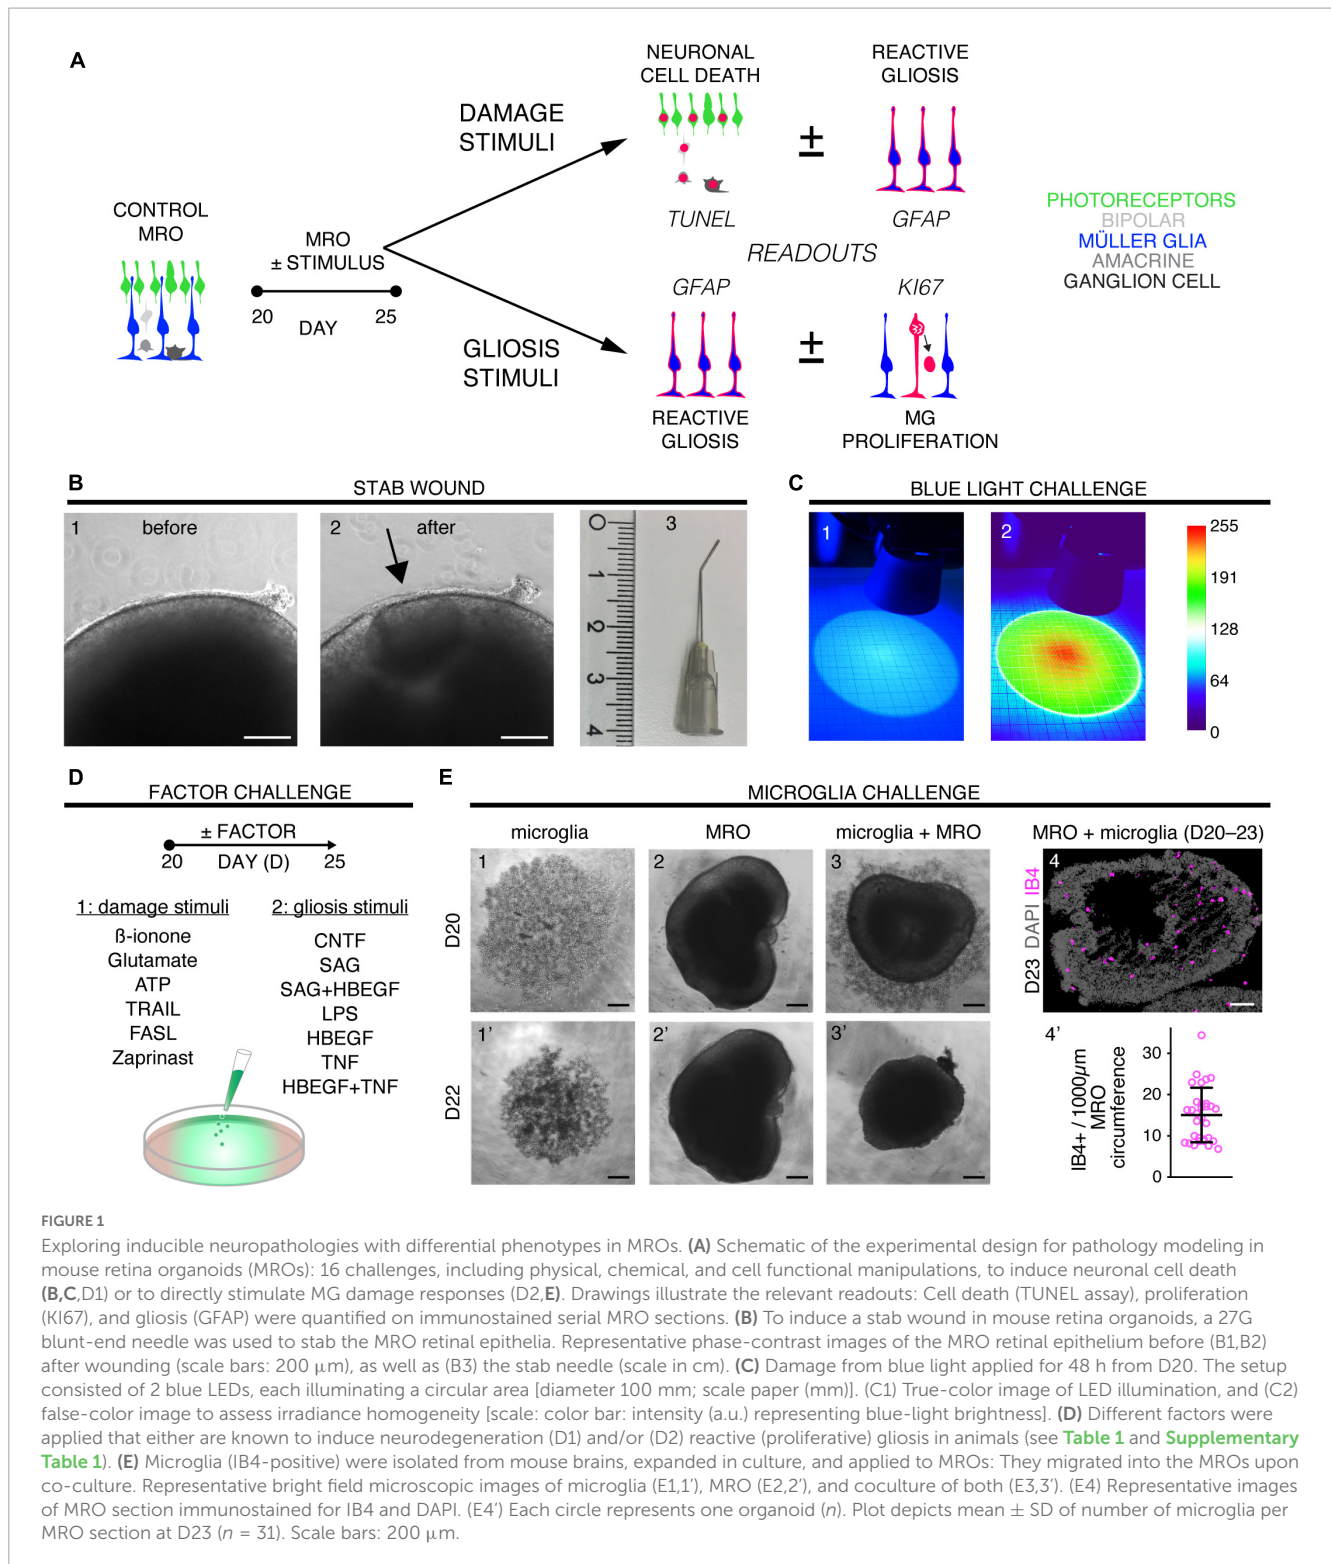 A
NEURONAL
CELL DEATH
REACTIVE
GLIOSIS
DAMAGE
STIMULI
±
CONTROL
MRO
MRO
± STIMULUS
20
25
DAY
TUNEL
GFAP
READOUTS
GFAP
KI67
PHOTORECEPTORS
BIPOLAR
MÜLLER GLIA
AMACRINE
GANGLION CELL
GLIOSIS
STIMULI
±
REACTIVE
GLIOSIS
MG
PROLIFERATION
B
STAB WOUND
1
before
2
after
3
0
1
2
3
4
C
BLUE LIGHT CHALLENGE
1
2
255
191
128
64
0
D
FACTOR CHALLENGE
± FACTOR
20
DAY (D)
25
1: damage stimuli
ß-ionone
Glutamate
ATP
TRAIL
FASL
Zaprinast
2: gliosis stimuli
CNTF
SAG
SAG+HBEGF
LPS
HBEGF
TNF
HBEGF+TNF
E
MICROGLIA CHALLENGE
microglia
MRO
microglia + MRO
MRO + microglia (D20–23)
D20
1
2
3
D23 DAPI IB4
4
D22
1'
2'
3'
4'
IB4+ / 1000µm
MRO
circumference
30
20
10
0
FIGURE 1
Exploring inducible neuropathologies with differential phenotypes in MROs. (A) Schematic of the experimental design for pathology modeling in
mouse retina organoids (MROs): 16 challenges, including physical, chemical, and cell functional manipulations, to induce neuronal cell death
(B,C,D1) or to directly stimulate MG damage responses (D2,E). Drawings illustrate the relevant readouts: Cell death (TUNEL assay), proliferation
(KI67), and gliosis (GFAP) were quantified on immunostained serial MRO sections. (B) To induce a stab wound in mouse retina organoids, a 27G
blunt-end needle was used to stab the MRO retinal epithelia. Representative phase-contrast images of the MRO retinal epithelium before (B1,B2)
after wounding (scale bars: 200 μm), as well as (B3) the stab needle (scale in cm). (C) Damage from blue light applied for 48 h from D20. The setup
consisted of 2 blue LEDs, each illuminating a circular area [diameter 100 mm; scale paper (mm)]. (C1) True-color image of LED illumination, and (C2)
false-color image to assess irradiance homogeneity [scale: color bar: intensity (a.u.) representing blue-light brightness]. (D) Different factors were
applied that either are known to induce neurodegeneration (D1) and/or (D2) reactive (proliferative) gliosis in animals (see Table 1 and Supplementary
Table 1). (E) Microglia (IB4-positive) were isolated from mouse brains, expanded in culture, and applied to MROs: They migrated into the MROs upon
co-culture. Representative bright field microscopic images of microglia (E1,1'), MRO (E2,2'), and coculture of both (E3,3'). (E4) Representative images
of MRO section immunostained for IB4 and DAPI. (E4') Each circle represents one organoid (n). Plot depicts mean ± SD of number of microglia per
MRO section at D23 (n = 31). Scale bars: 200 μm.